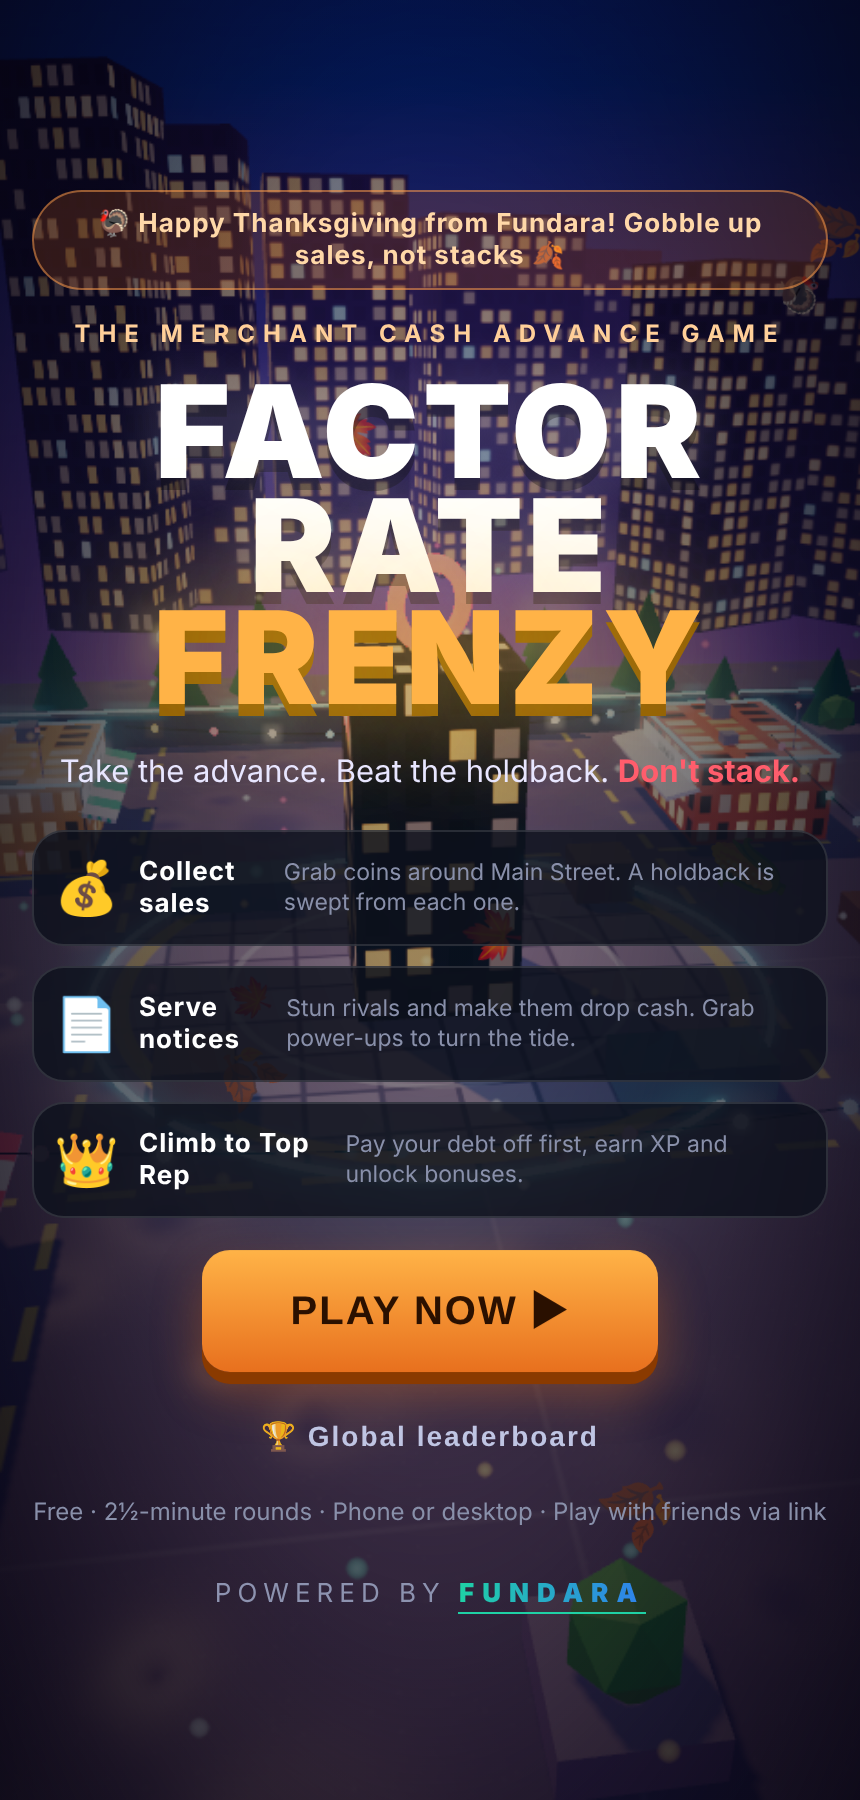 🦃 Happy Thanksgiving from Fundara! Gobble up
sales, not stacks 🍂
THE MERCHANT CASH ADVANCE GAME
FACTOR
RATE
FRENZY
Take the advance. Beat the holdback. Don't stack.
Collect
sales
Grab coins around Main Street. A holdback is
swept from each one.
Serve
notices
Stun rivals and make them drop cash. Grab
power-ups to turn the tide.
Climb to Top
Rep
Pay your debt off first, earn XP and
unlock bonuses.
PLAY NOW ▶
🏆 Global leaderboard
Free · 2½-minute rounds · Phone or desktop · Play with friends via link
POWERED BY FUNDARA